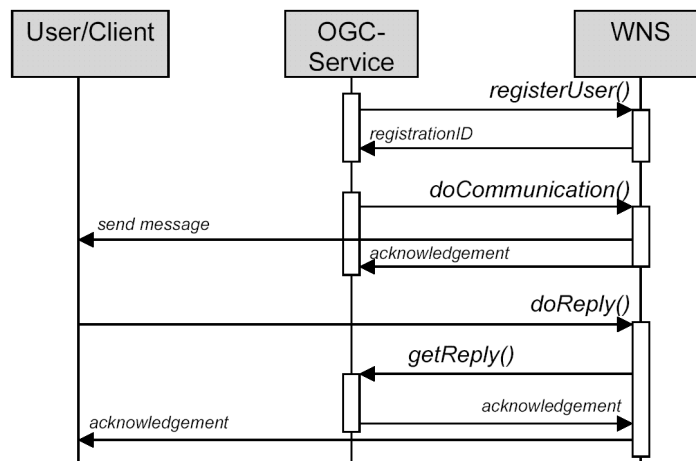 User/Client
OGC-
Service
WNS
registerUser()
registrationID
doCommunication()
send message
acknowledgement
doReply()
getReply()
acknowledgement
acknowledgement